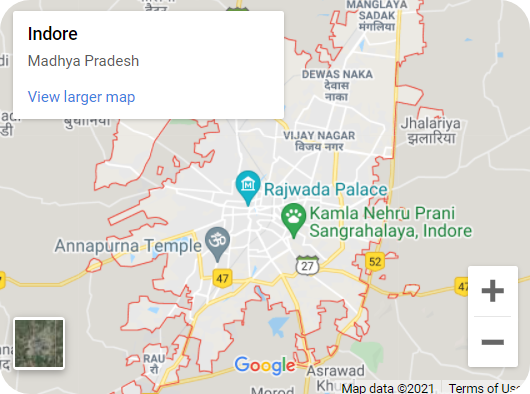 MANGLAYA
SADAK
मंगलिया
Indore
Madhya Pradesh
View larger map
DEWAS NAKA
देवास
नाका
Jhalariya
झलारिया
VIJAY NAGAR
विजय नगर
Rajwada Palace
Kamla Nehru Prani
Sangrahalaya, Indore
Annapurna Temple
ॐ
47
27
52
47
RAU
रौ
Google
Asrawad
Map data ©2021
Terms of Use